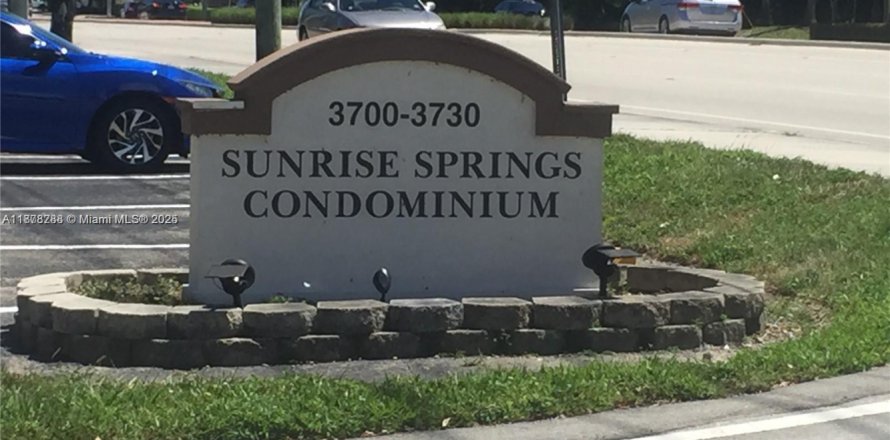 3700-3730
SUNRISE SPRINGS
CONDOMINIUM
© Miami MLS® 2025